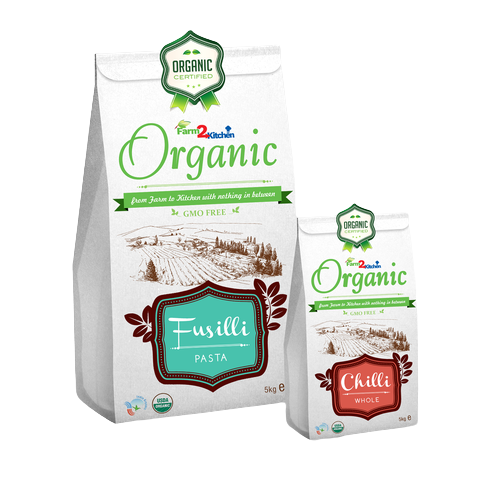 ORGANIC
CERTIFIED
Farm2Kitchen
Organic
from Farm to Kitchen with nothing in between
GMO FREE
Fusilli
PASTA
5kg e
USDA
ORGANIC
ORGANIC
CERTIFIED
Farm2Kitchen
Organic
from Farm to Kitchen with nothing in between
GMO FREE
Chilli
WHOLE
5kg e